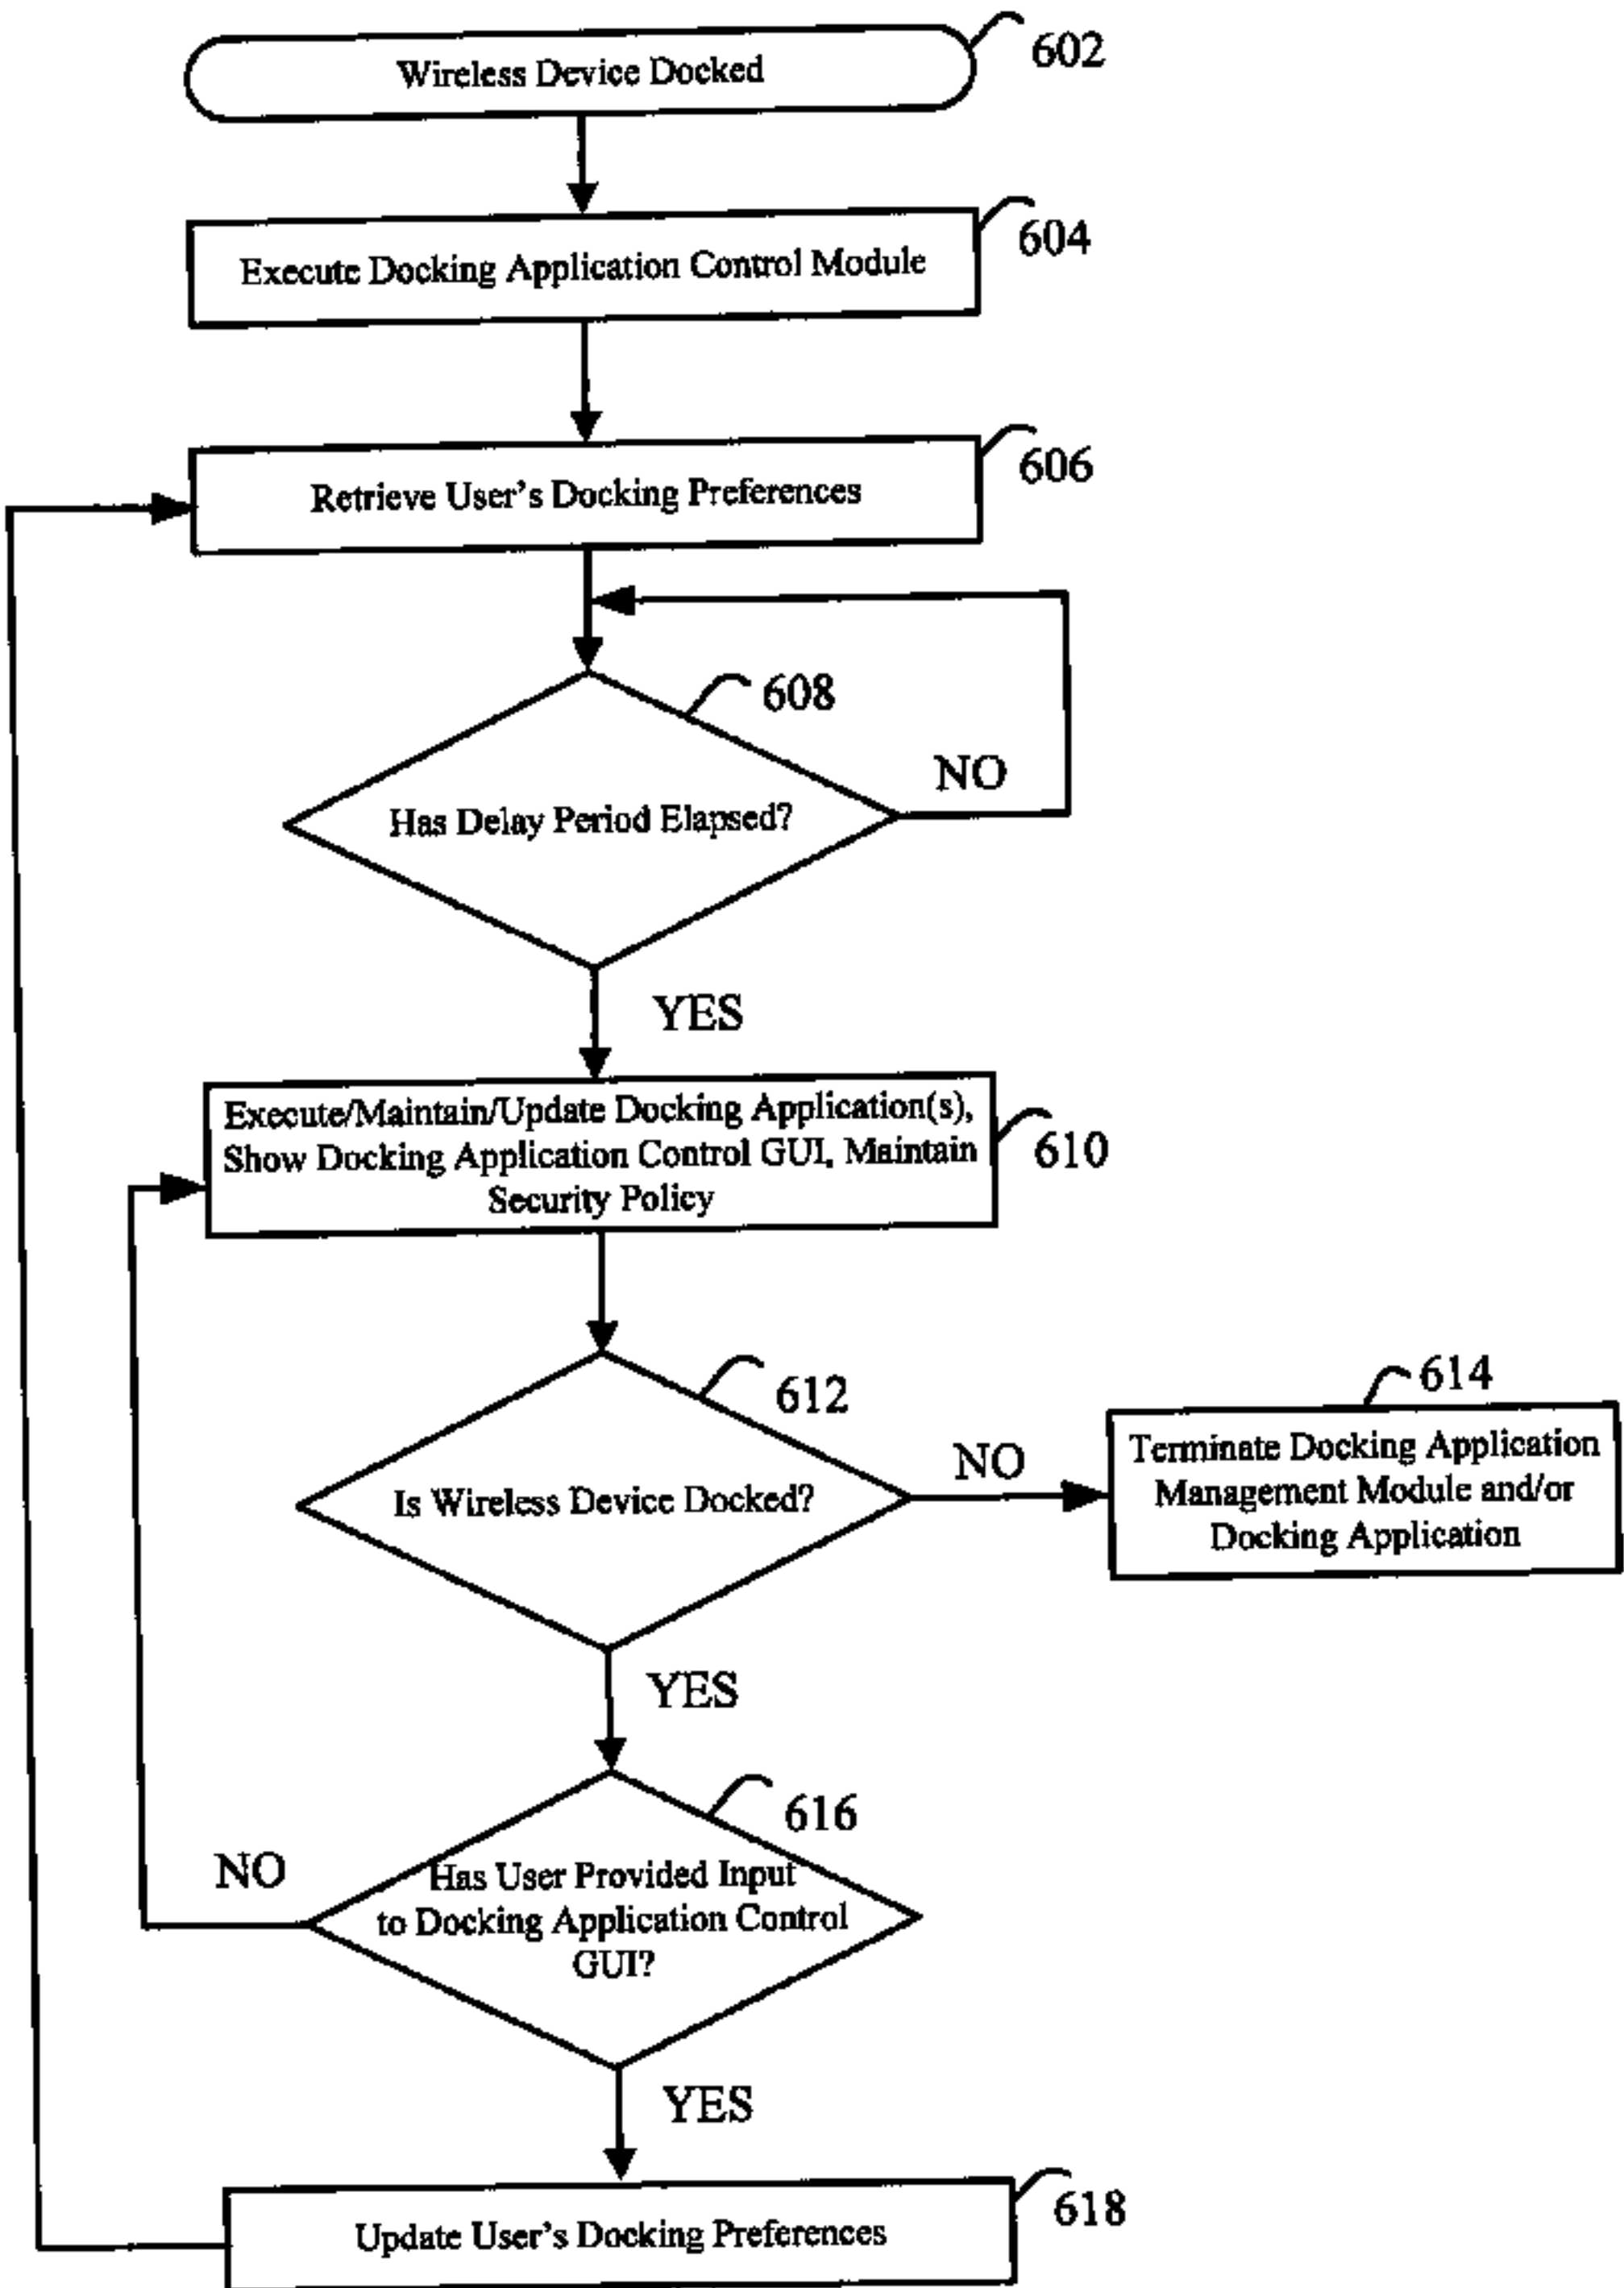 Wireless Device Docked
602
Execute Docking Application Control Module
604
Retrieve User's Docking Preferences
606
608
Has Delay Period Elapsed?
NO
YES
Execute/Maintain/Update Docking Application(s),
Show Docking Application Control GUI, Maintain
Security Policy
610
612
Is Wireless Device Docked?
NO
614
Terminate Docking Application
Management Module and/or
Docking Application
YES
616
Has User Provided Input
to Docking Application Control
GUI?
NO
YES
Update User's Docking Preferences
618